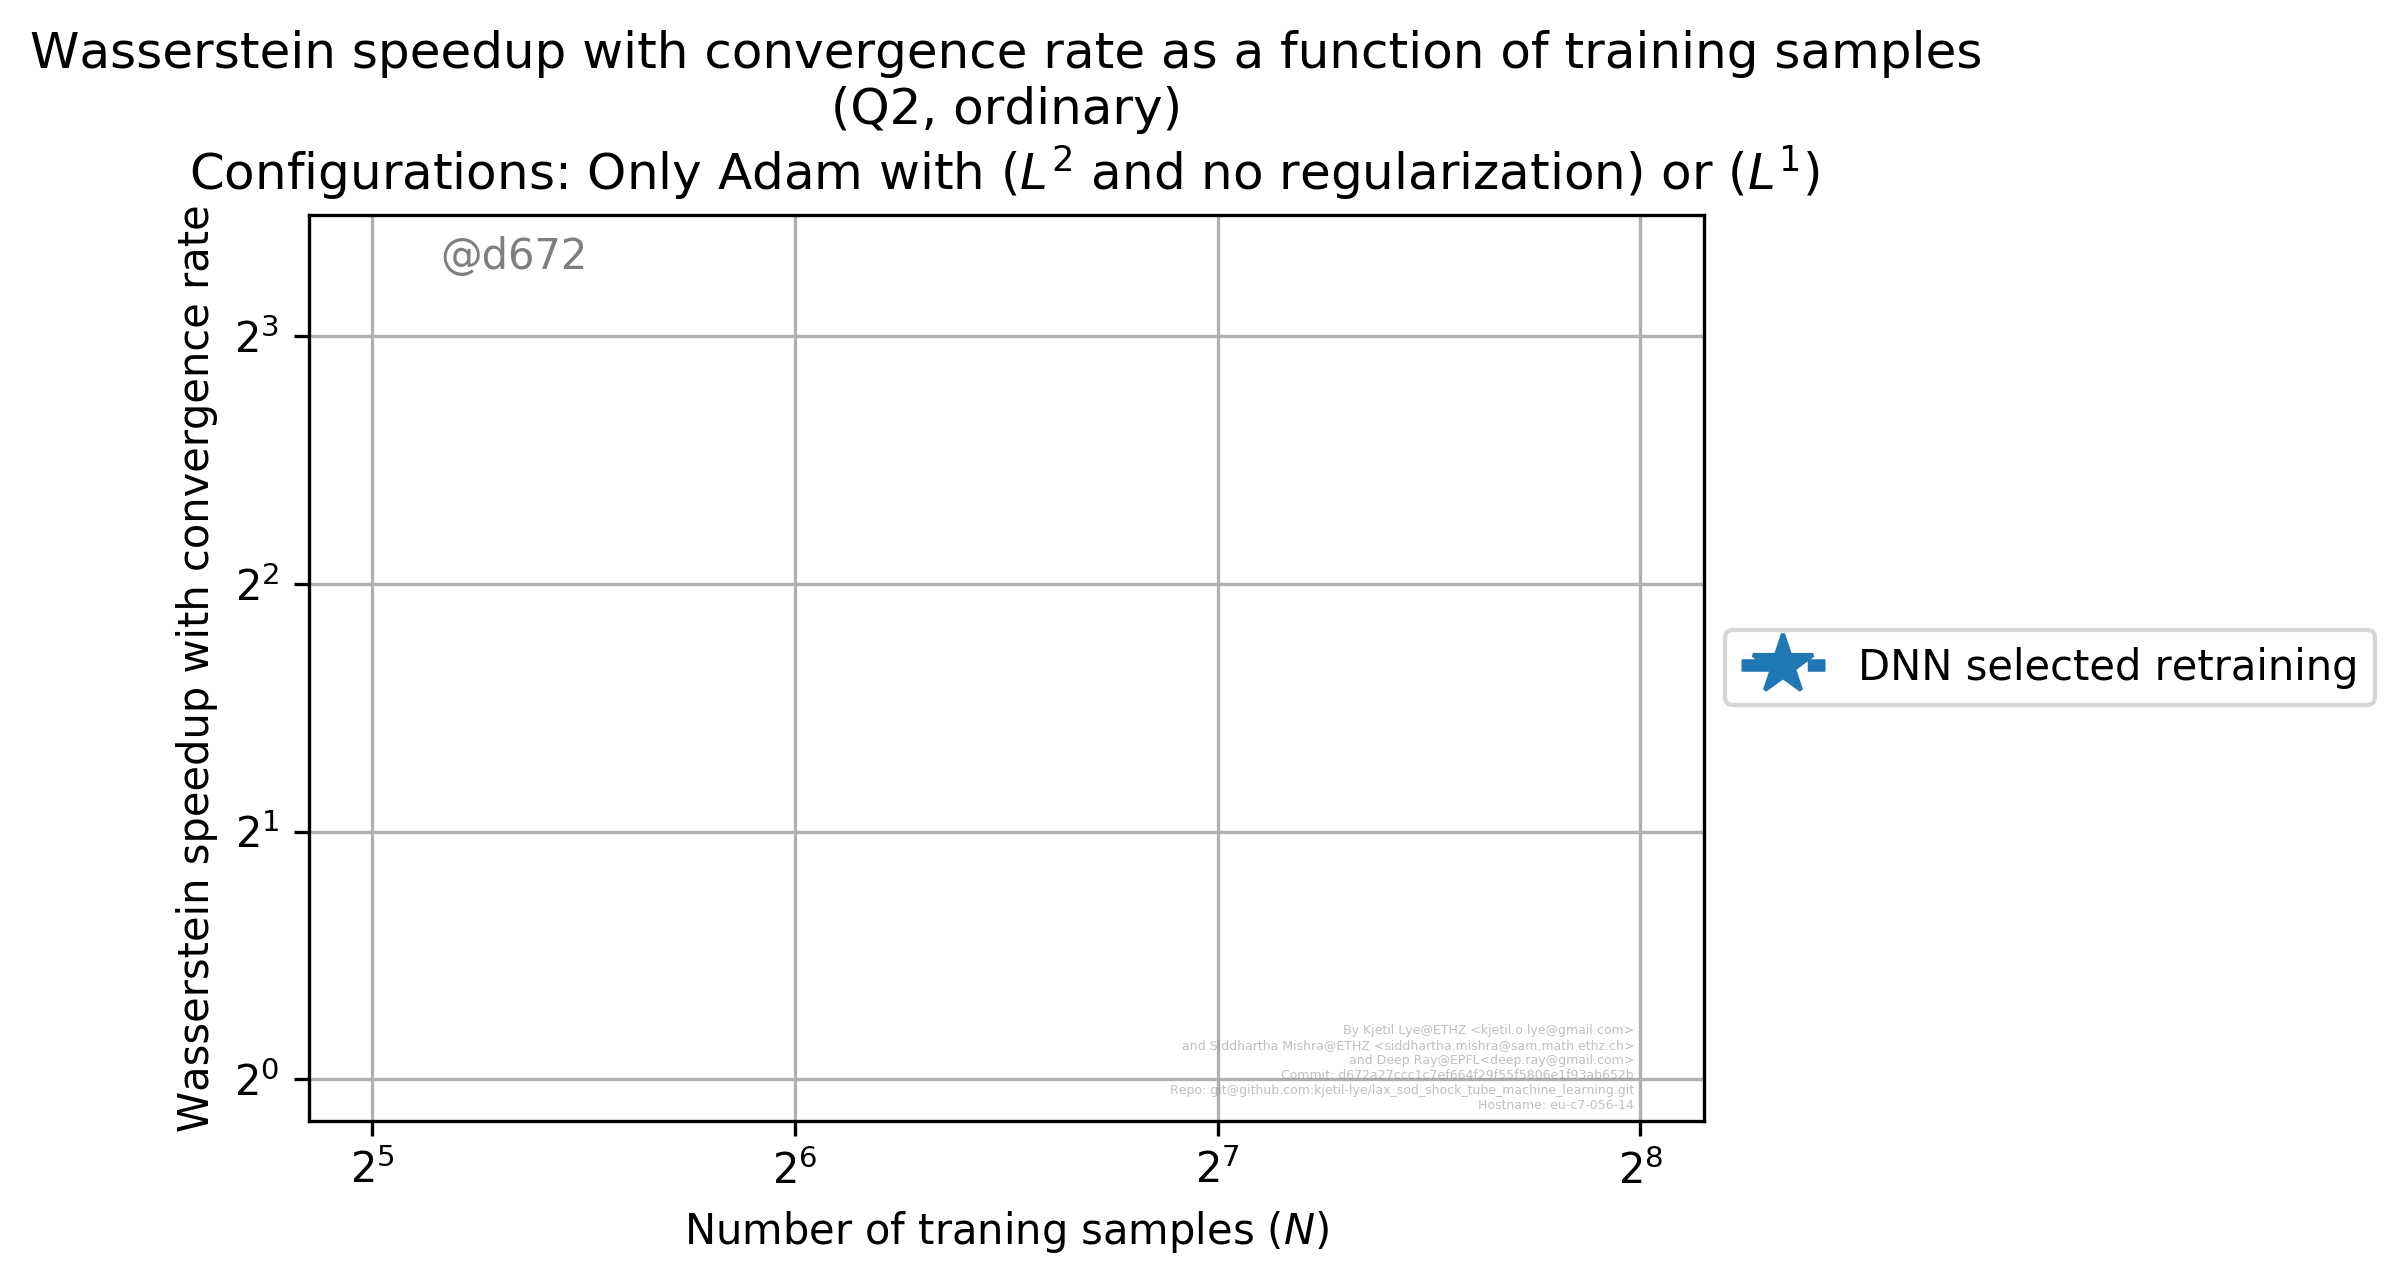 Wasserstein speedup with convergence rate as a function of training samples
(Q2, ordinary)
Configurations: Only Adam with (L² and no regularization) or (L¹)
@d672
Wasserstein speedup with convergence rate
2³
2²
2¹
2⁰
DNN selected retraining
By Kjetil Lye@ETHZ <kjetil.o.lye@gmail.com>
and Siddhartha Mishra@ETHZ <siddhartha.mishra@sam.math.ethz.ch>
and Deep Ray@EPFL<deep.ray@gmail.com>
Commit: d672a27ccc1c7ef664f29f55f5806e1f93ab652b
Repo: git@github.com:kjetil-lye/lax_sod_shock_tube_machine_learning.git
Hostname: eu-c7-056-14
2⁵ 2⁶ 2⁷ 2⁸
Number of traning samples (N)